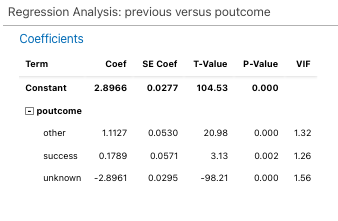 Regression Analysis: previous versus poutcome
Coefficients
Term Coef SE Coef T-Value P-Value VIF
Constant 2.8966 0.0277 104.53 0.000
poutcome
other 1.1127 0.0530 20.98 0.000 1.32
success 0.1789 0.0571 3.13 0.002 1.26
unknown -2.8961 0.0295 -98.21 0.000 1.56